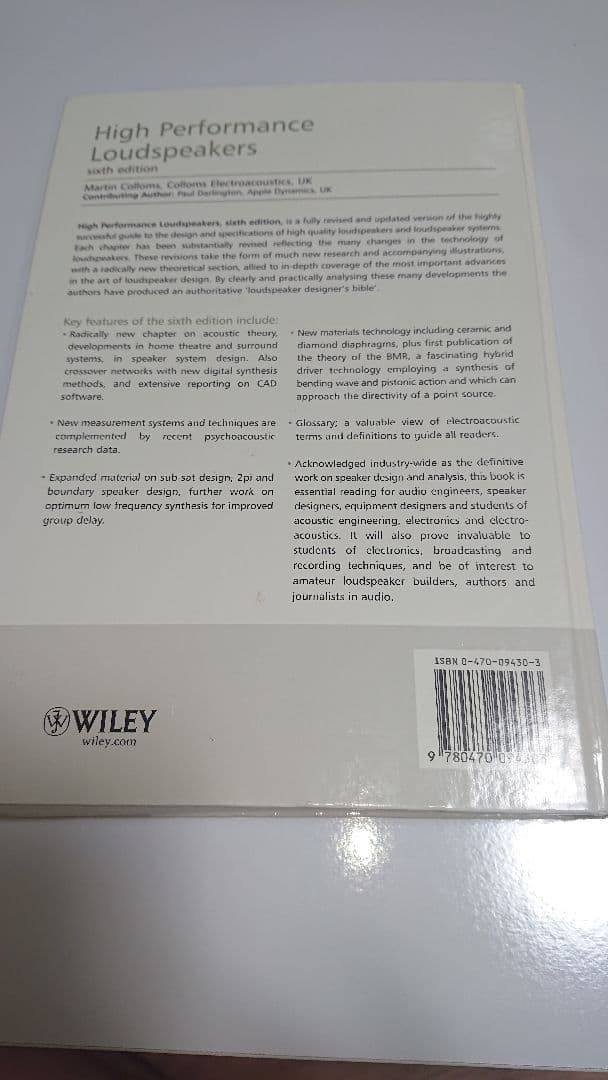 High Performance
Loudspeakers
sixth edition
Martin Colloms, Colloms Electroacoustics, UK
Contributing Author: Paul Darlington, Apple Dynamics, UK
High Performance Loudspeakers, sixth edition, is a fully revised and updated version of the highly
successful guide to the design and specifications of high quality loudspeakers and loudspeaker systems.
Each chapter has been substantially revised reflecting the many changes in the technology of
loudspeakers. These revisions take the form of much new research and accompanying illustrations,
with a radically new theoretical section, allied to in-depth coverage of the most important advances
in the art of loudspeaker design. By clearly and practically analysing these many developments the
authors have produced an authoritative 'loudspeaker designer's bible'.
Key features of the sixth edition include:
• Radically new chapter on acoustic theory,
developments in home theatre and surround
systems, in speaker system design. Also
crossover networks with new digital synthesis
methods, and extensive reporting on CAD
software.
• New measurement systems and techniques are
complemented by recent psychoacoustic
research data.
• Expanded material on sub sat design, 2pi and
boundary speaker design, further work on
optimum low frequency synthesis for improved
group delay.
• New materials technology including ceramic and
diamond diaphragms, plus first publication of
the theory of the BMR, a fascinating hybrid
driver technology employing a synthesis of
bending wave and pistonic action and which can
approach the directivity of a point source.
• Glossary; a valuable view of electroacoustic
terms and definitions to guide all readers.
• Acknowledged industry-wide as the definitive
work on speaker design and analysis, this book is
essential reading for audio engineers, speaker
designers, equipment designers and students of
acoustic engineering, electronics and electro-
acoustics. It will also prove invaluable to
students of electronics, broadcasting and
recording techniques, and be of interest to
amateur loudspeaker builders, authors and
journalists in audio.
ISBN 0-470-09430-3
WILEY
wiley.com
9 780470